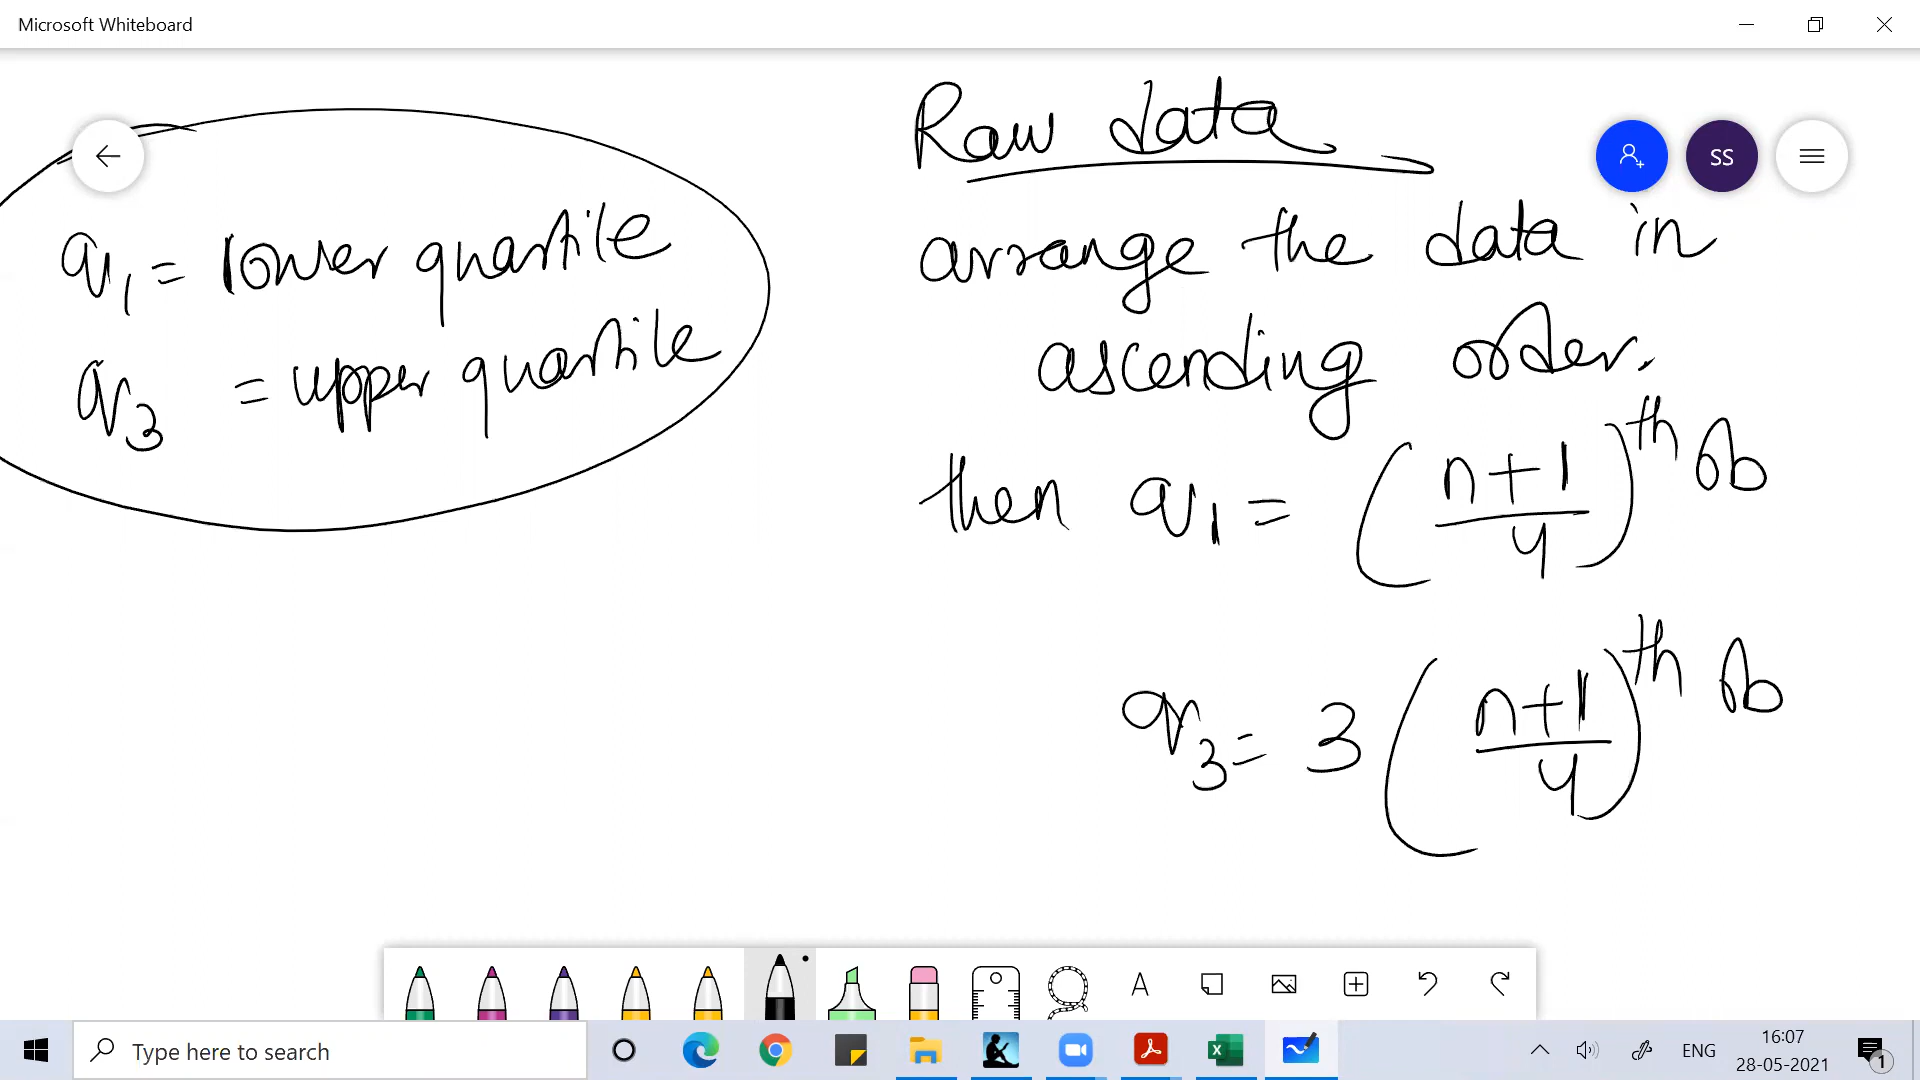 Microsoft Whiteboard
q1 = lower quartile
q3 = upper quartile
Raw data
arrange the data in
ascending order.
then q1 = (n+1/4)th ob
q3 = 3(n+1/4)th ob
SS
A
Type here to search
ENG
16:07
28-05-2021
1